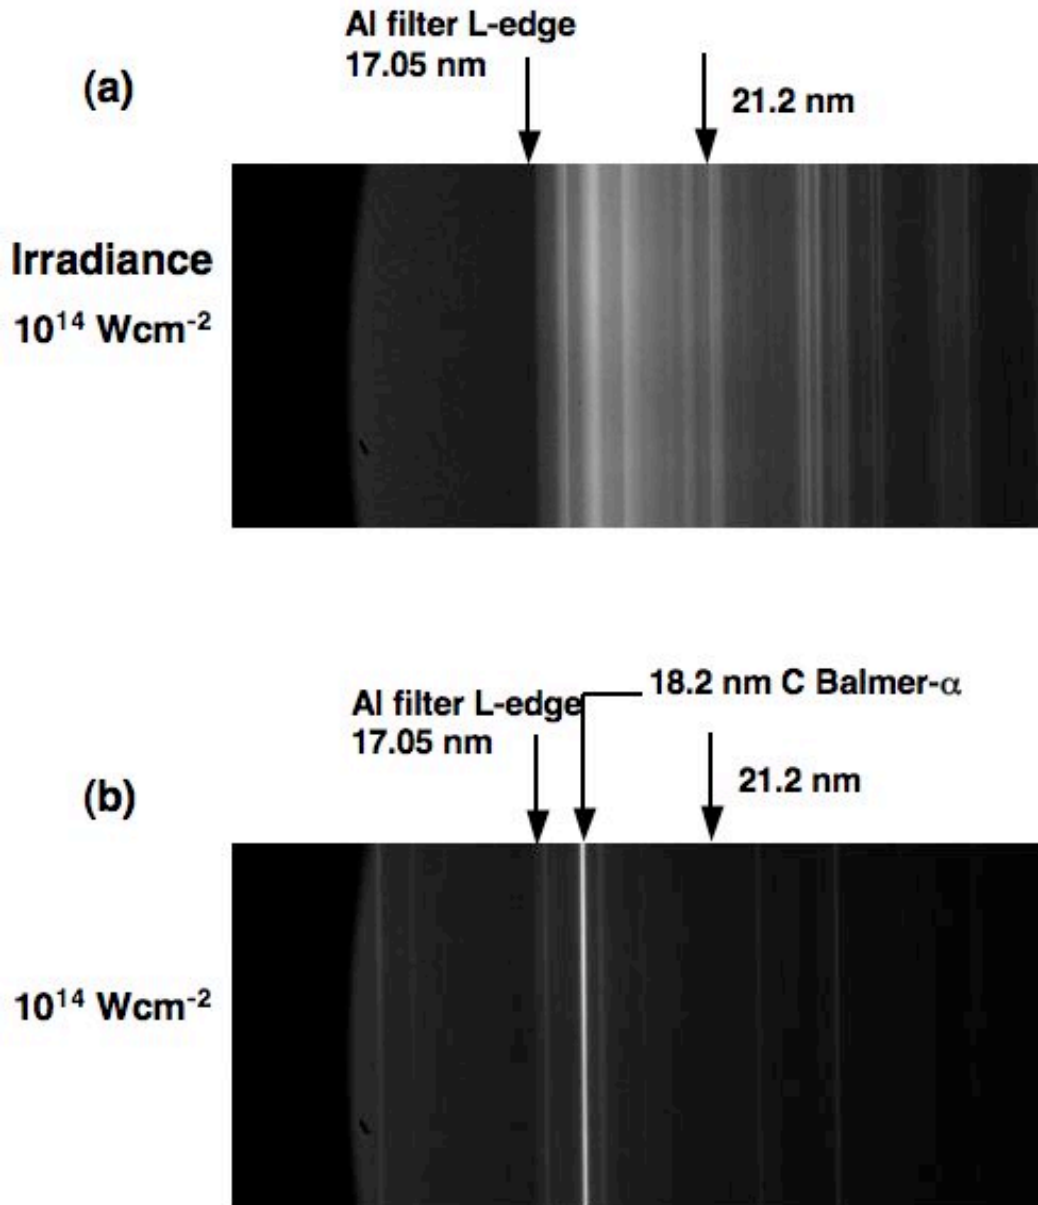 Al filter L-edge
17.05 nm
(a)
21.2 nm
Irradiance
10¹⁴ Wcm⁻²
18.2 nm C Balmer-α
Al filter L-edge
17.05 nm
(b)
21.2 nm
10¹⁴ Wcm⁻²